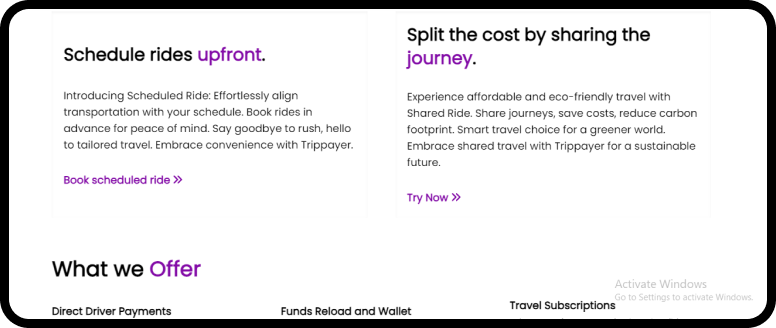 Schedule rides upfront.
Introducing Scheduled Ride: Effortlessly align
transportation with your schedule. Book rides in
advance for peace of mind. Say goodbye to rush, hello
to tailored travel. Embrace convenience with Trippayer.
Book scheduled ride >>
Split the cost by sharing the
journey.
Experience affordable and eco-friendly travel with
Shared Ride. Share journeys, save costs, reduce carbon
footprint. Smart travel choice for a greener world.
Embrace shared travel with Trippayer for a sustainable
future.
Try Now >>
What we Offer
Direct Driver Payments
Funds Reload and Wallet
Travel Subscriptions
Activate Windows
Go to Settings to activate Windows.